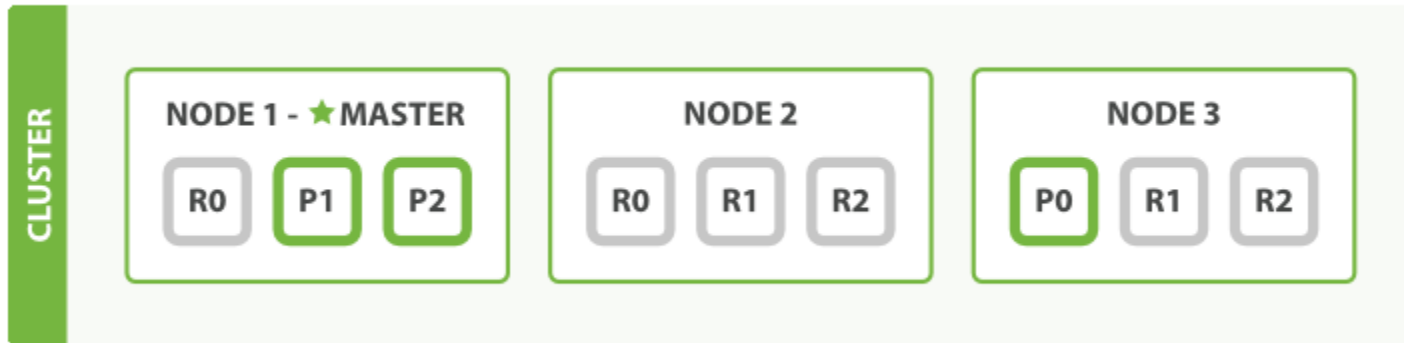 CLUSTER
NODE 1 - ★ MASTER
R0 P1 P2
NODE 2
R0 R1 R2
NODE 3
P0 R1 R2